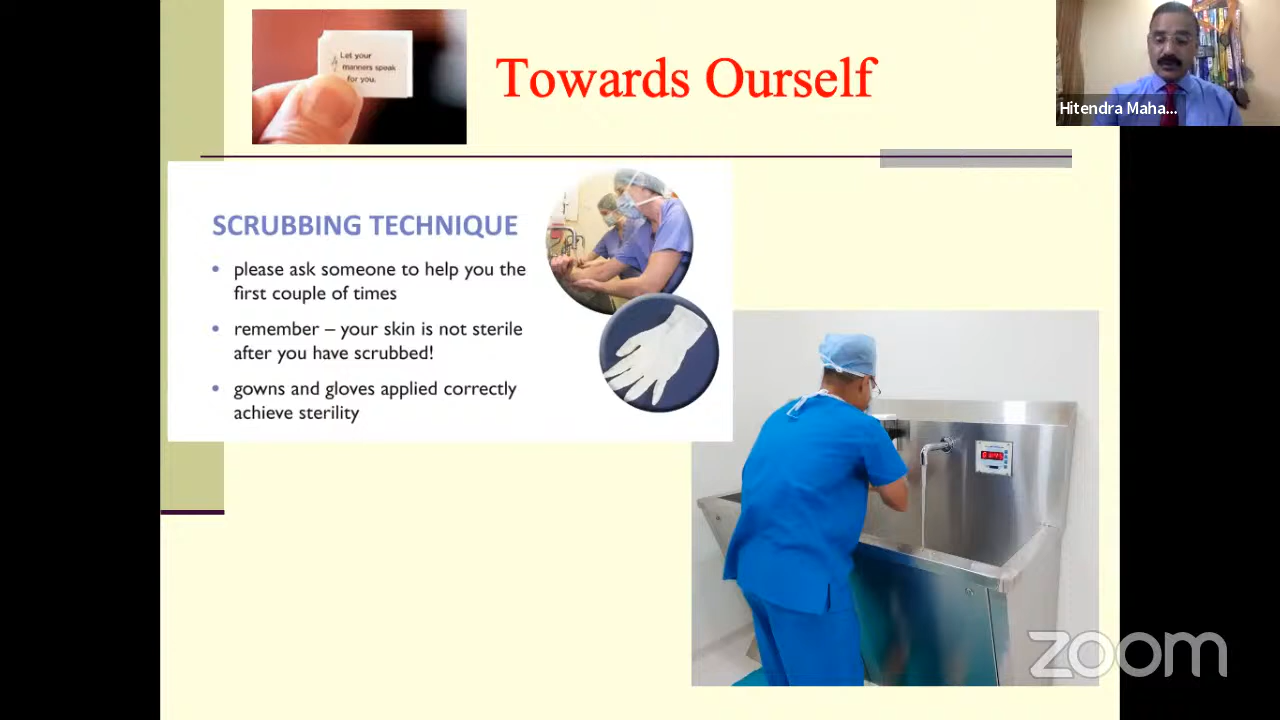 Let your
manners speak
for you.
Towards Ourself
Hitendra Maha...
SCRUBBING TECHNIQUE
• please ask someone to help you the
first couple of times
• remember – your skin is not sterile
after you have scrubbed!
• gowns and gloves applied correctly
achieve sterility
zoom